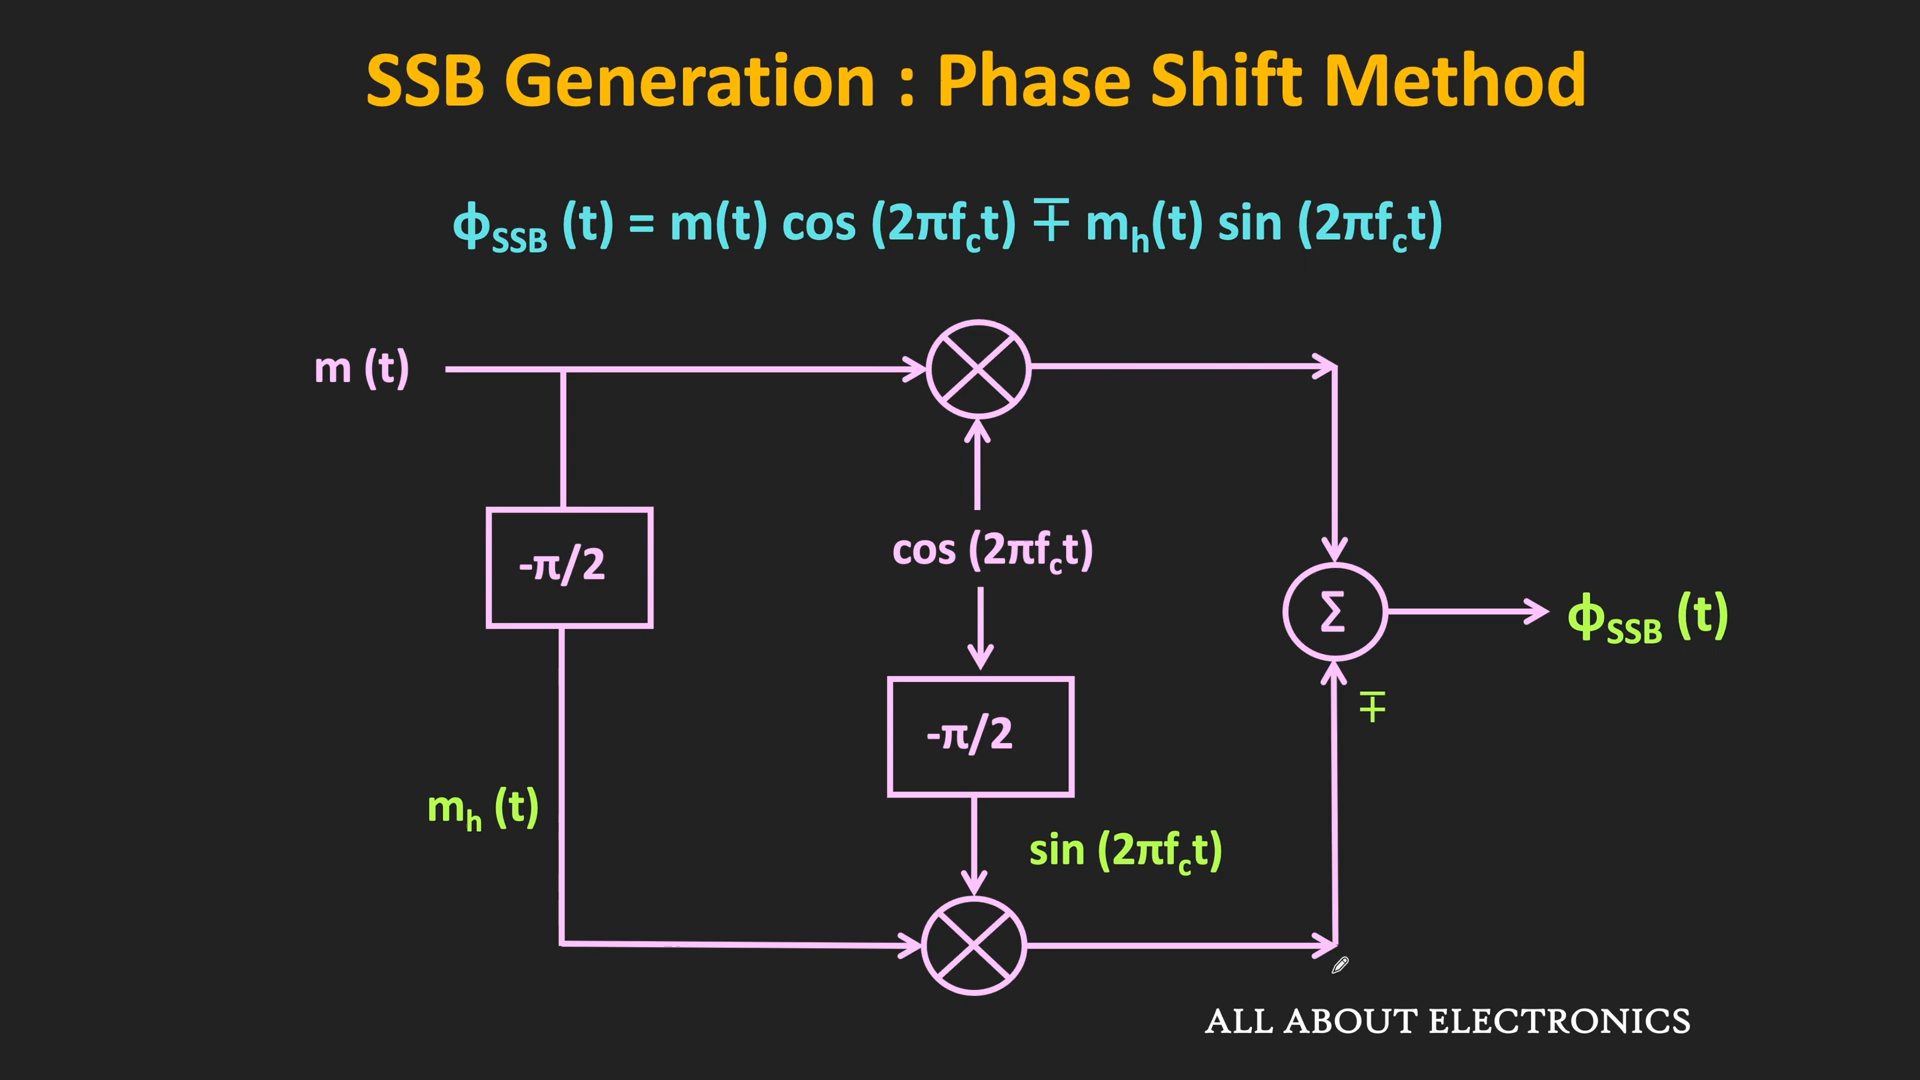 SSB Generation : Phase Shift Method
ϕSSB (t) = m(t) cos (2πfct) ∓ mh(t) sin (2πfct)
m (t)
-π/2
cos (2πfct)
Σ
ϕSSB (t)
∓
-π/2
mh (t)
sin (2πfct)
ALL ABOUT ELECTRONICS